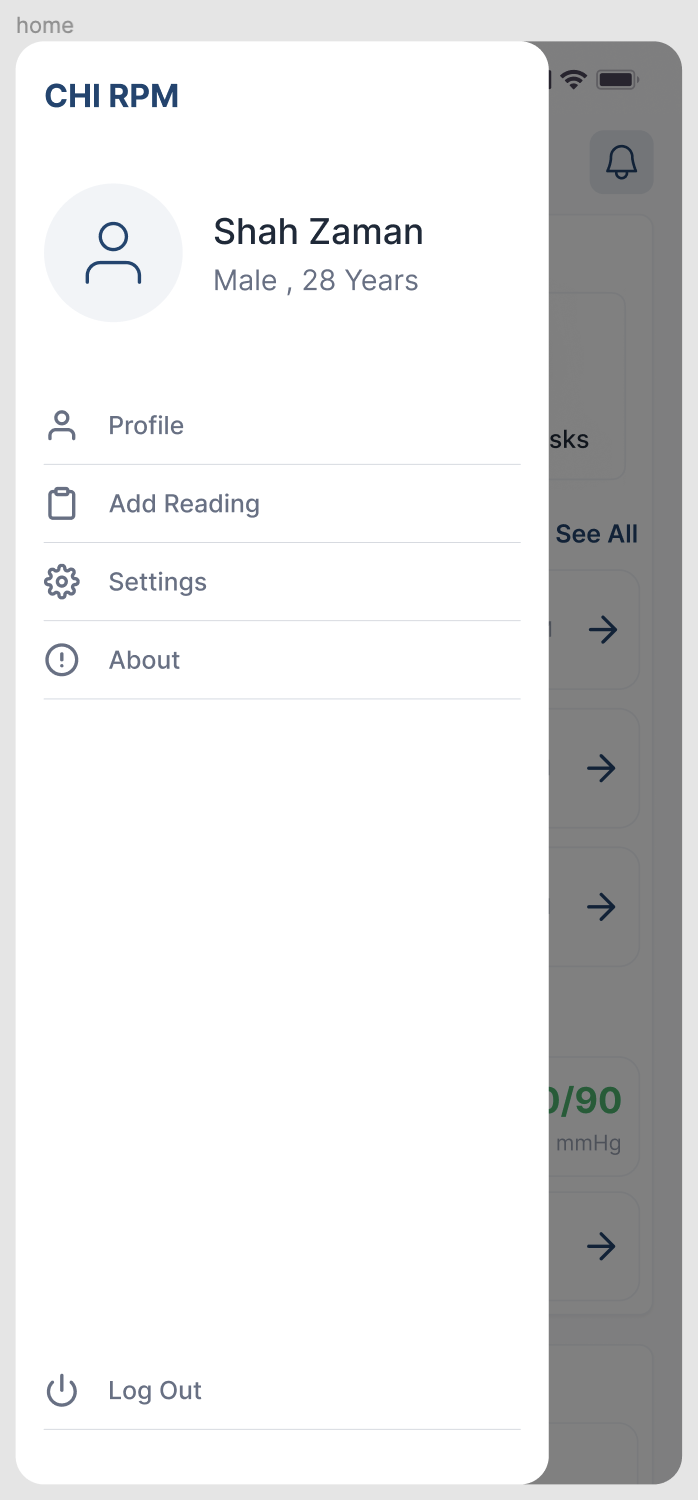 home
CHI RPM
Shah Zaman
Male , 28 Years
Profile
Add Reading
sks
Settings
See All
About
0/90
mmHg
Log Out